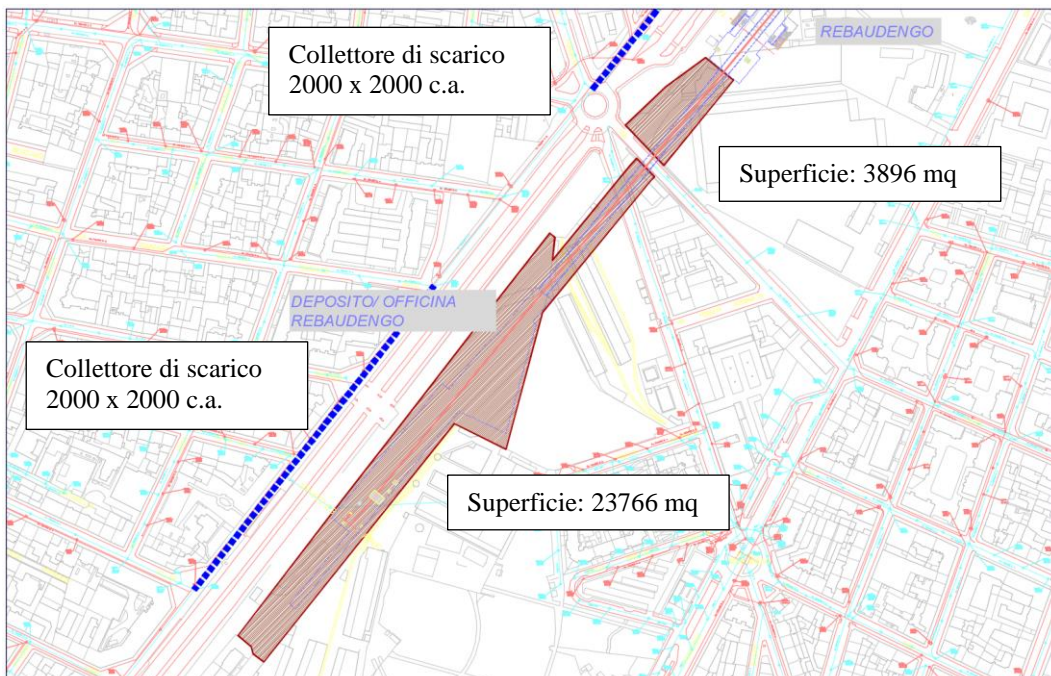 Collettore di scarico
2000 x 2000 c.a.
REBAUDENGO
Superficie: 3896 mq
DEPOSITO/ OFFICINA
REBAUDENGO
Collettore di scarico
2000 x 2000 c.a.
Superficie: 23766 mq